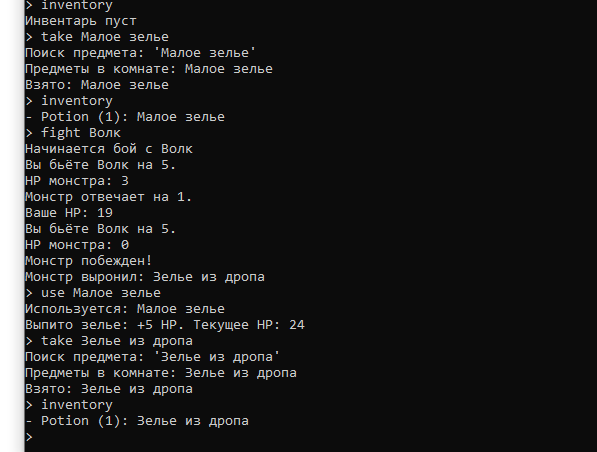 > inventory
Инвентарь пуст
> take Малое зелье
Поиск предмета: 'Малое зелье'
Предметы в комнате: Малое зелье
Взято: Малое зелье
> inventory
- Potion (1): Малое зелье
> fight Волк
Начинается бой с Волк
Вы бьёте Волк на 5.
HP монстра: 3
Монстр отвечает на 1.
Ваше HP: 19
Вы бьёте Волк на 5.
HP монстра: 0
Монстр побежден!
Монстр выронил: Зелье из дропа
> use Малое зелье
Используется: Малое зелье
Выпито зелье: +5 HP. Текущее HP: 24
> take Зелье из дропа
Поиск предмета: 'Зелье из дропа'
Предметы в комнате: Зелье из дропа
Взято: Зелье из дропа
> inventory
- Potion (1): Зелье из дропа
>